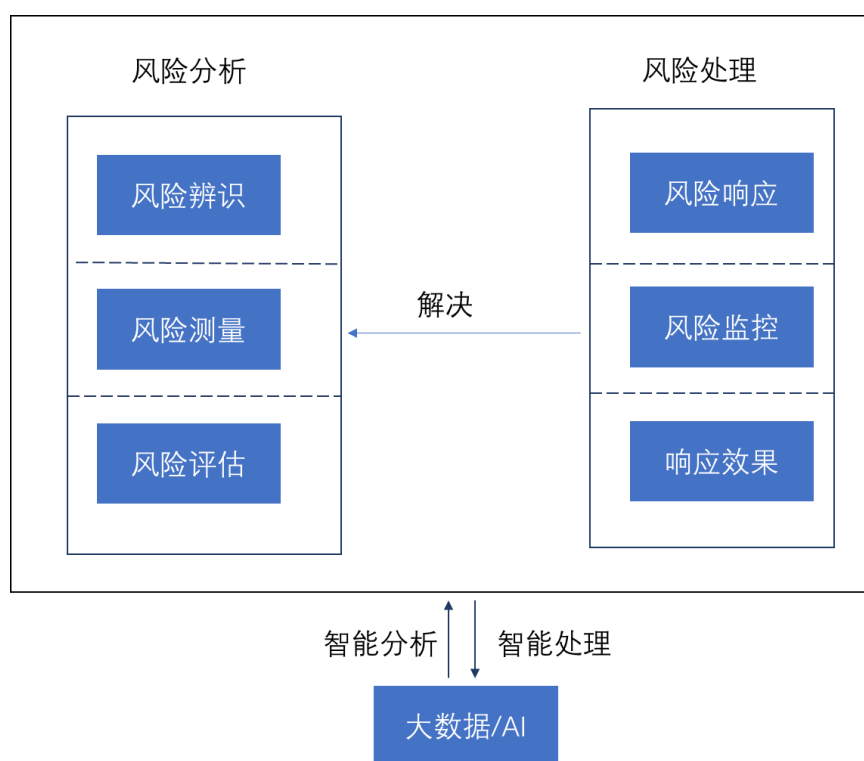 风险分析
风险处理
风险辨识
风险响应
解决
风险测量
风险监控
风险评估
响应效果
智能分析
智能处理
大数据/AI